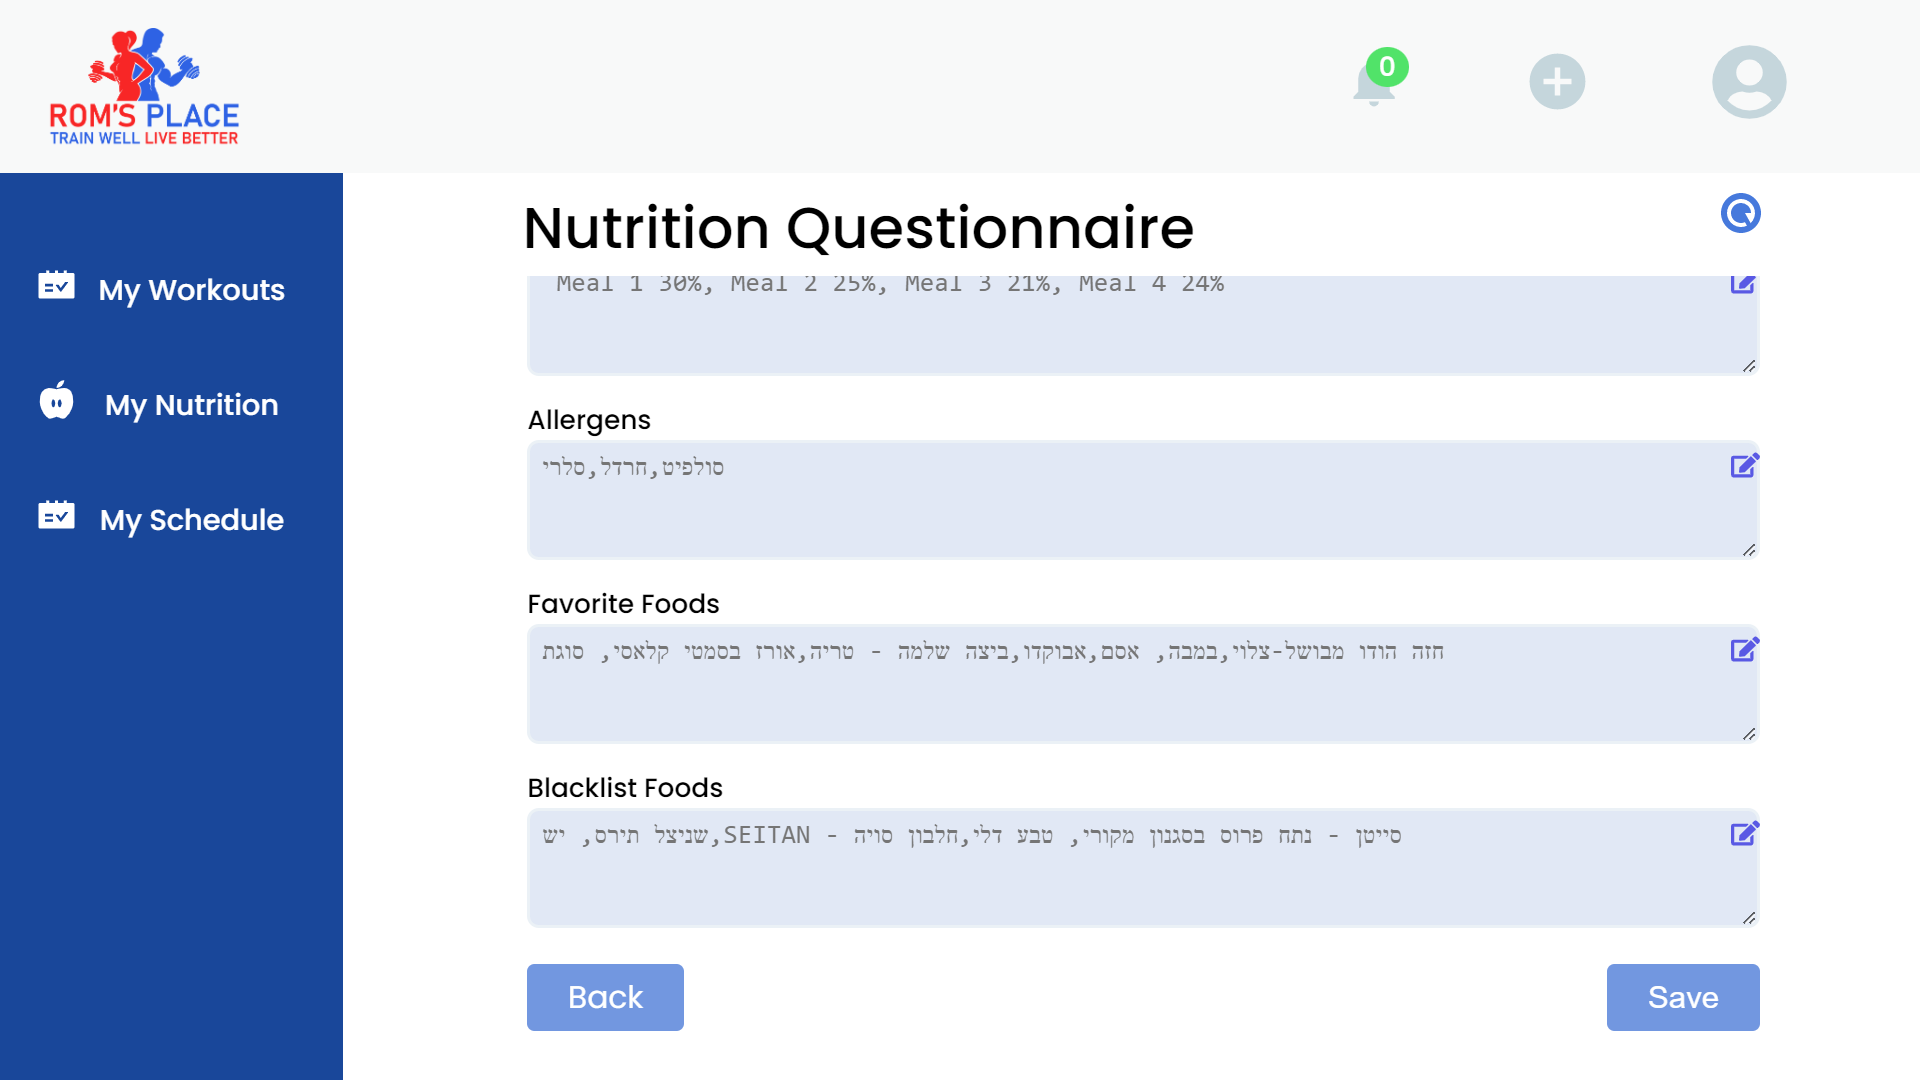 ROM'S PLACE
TRAIN WELL LIVE BETTER
0
My Workouts
My Nutrition
My Schedule
Nutrition Questionnaire
Meal 1 30%, Meal 2 25%, Meal 3 21%, Meal 4 24%
Allergens
סולפיט,חרדל,סלרי
Favorite Foods
חזה הודו מבושל-צלוי,במבה, אסם,אבוקדו,ביצה שלמה - טריה,אורז בסמטי קלאסי, סוגת
Blacklist Foods
שניצל תירס, יש,SEITAN - סייטן - נתח פרוס בסגנון מקורי, טבע דלי,חלבון סויה
Back
Save